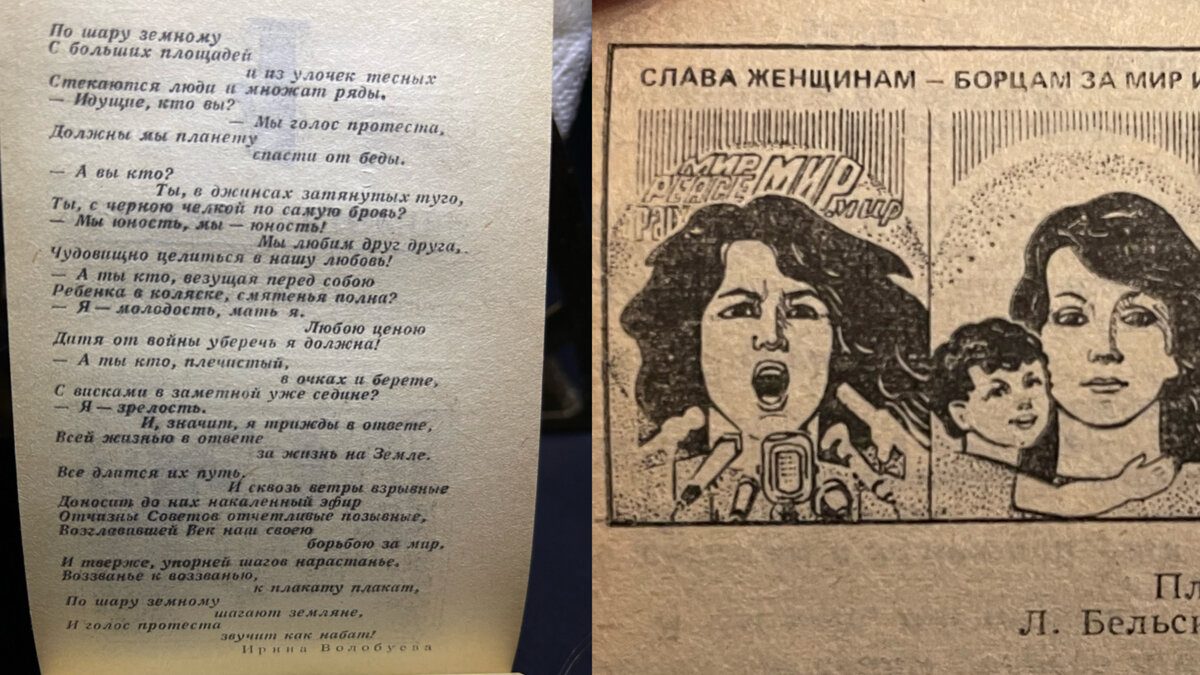 По шару земному
С больших площадей
и из улочек тесных
Стекаются люди и множат ряды.
— Идущие, кто вы?
— Мы голос протеста,
Должны мы планету
спасти от беды.
— А вы кто?
Ты, в джинсах затянутых туго,
Ты, с черною челкой по самую бровь?
— Мы юность, мы — юность!
Мы любим друг друга,
Чудовищно целиться в нашу любовь!
— А ты кто, везущая перед собою
Ребенка в коляске, смятенья полна?
— Я — молодость, мать я.
Любою ценою
Дитя от войны уберечь я должна!
— А ты кто, плечистый,
в очках и берете,
С висками в заметной уже седине?
— Я — зрелость.
И, значит, я трижды в ответе,
Всей жизнью в ответе
за жизнь на Земле.
Все длится их путь,
И сквозь ветры взрывные
Доносит до них накаленный эфир
Отчизны Советов отчетливые позывные,
Возглавившей Век наш своею
борьбою за мир.
И тверже, упорней шагов нарастанье.
Воззванье к воззванью,
к плакату плакат,
По шару земному
шагают земляне,
И голос протеста
звучит как набат!
Ирина Волобуева
СЛАВА ЖЕНЩИНАМ — БОРЦАМ ЗА МИР И
МИР
PEACE МИР
МИР
Пл
Л. Бельск